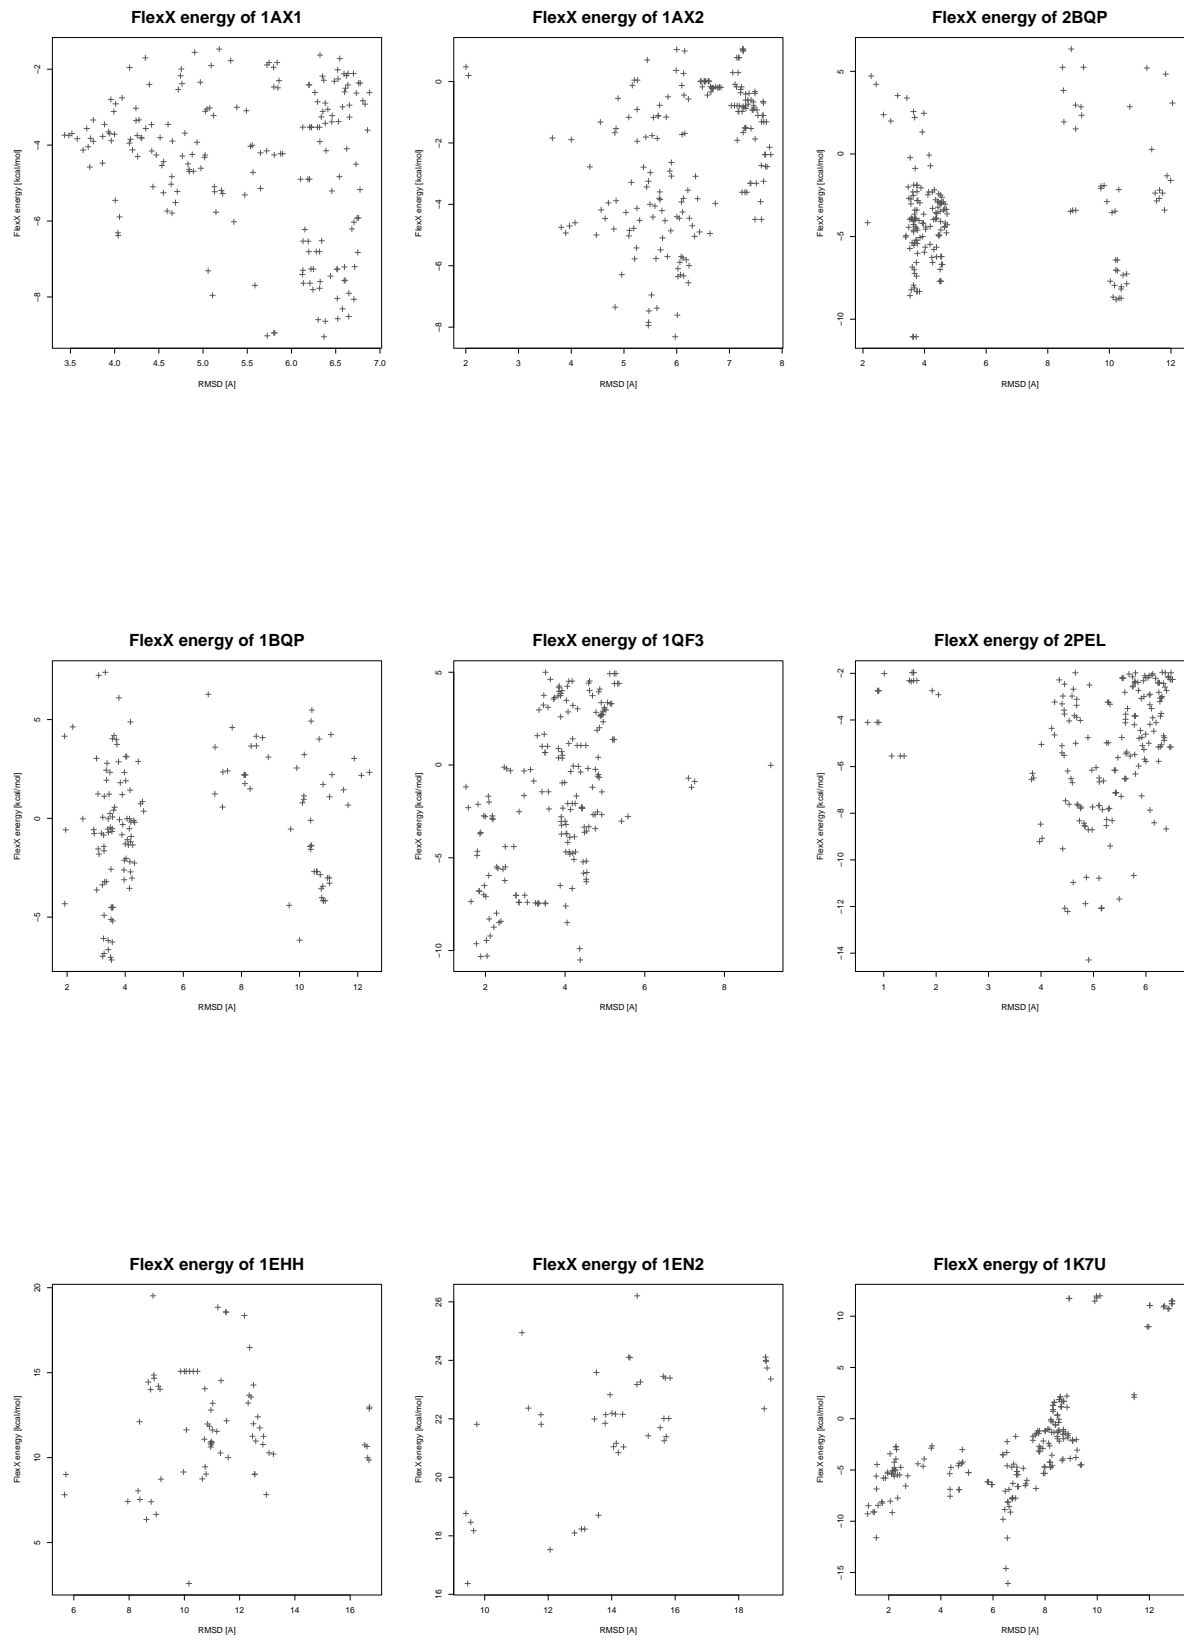 FlexX energy of 1AX1
FlexX energy [kcal/mol]
−2
−4
−6
−8
3.5 4.0 4.5 5.0 5.5 6.0 6.5 7.0
RMSD [A]
FlexX energy of 1AX2
FlexX energy [kcal/mol]
0
−2
−4
−6
−8
2 3 4 5 6 7 8
RMSD [A]
FlexX energy of 2BQP
FlexX energy [kcal/mol]
5
0
−5
−10
2 4 6 8 10 12
RMSD [A]
FlexX energy of 1BQP
FlexX energy [kcal/mol]
5
0
−5
2 4 6 8 10 12
RMSD [A]
FlexX energy of 1QF3
FlexX energy [kcal/mol]
5
0
−5
−10
2 4 6 8
RMSD [A]
FlexX energy of 2PEL
FlexX energy [kcal/mol]
−2
−4
−6
−8
−10
−12
−14
1 2 3 4 5 6
RMSD [A]
FlexX energy of 1EHH
FlexX energy [kcal/mol]
20
15
10
5
6 8 10 12 14 16
RMSD [A]
FlexX energy of 1EN2
FlexX energy [kcal/mol]
26
24
22
20
18
16
10 12 14 16 18
RMSD [A]
FlexX energy of 1K7U
FlexX energy [kcal/mol]
10
5
0
−5
−10
−15
2 4 6 8 10 12
RMSD [A]